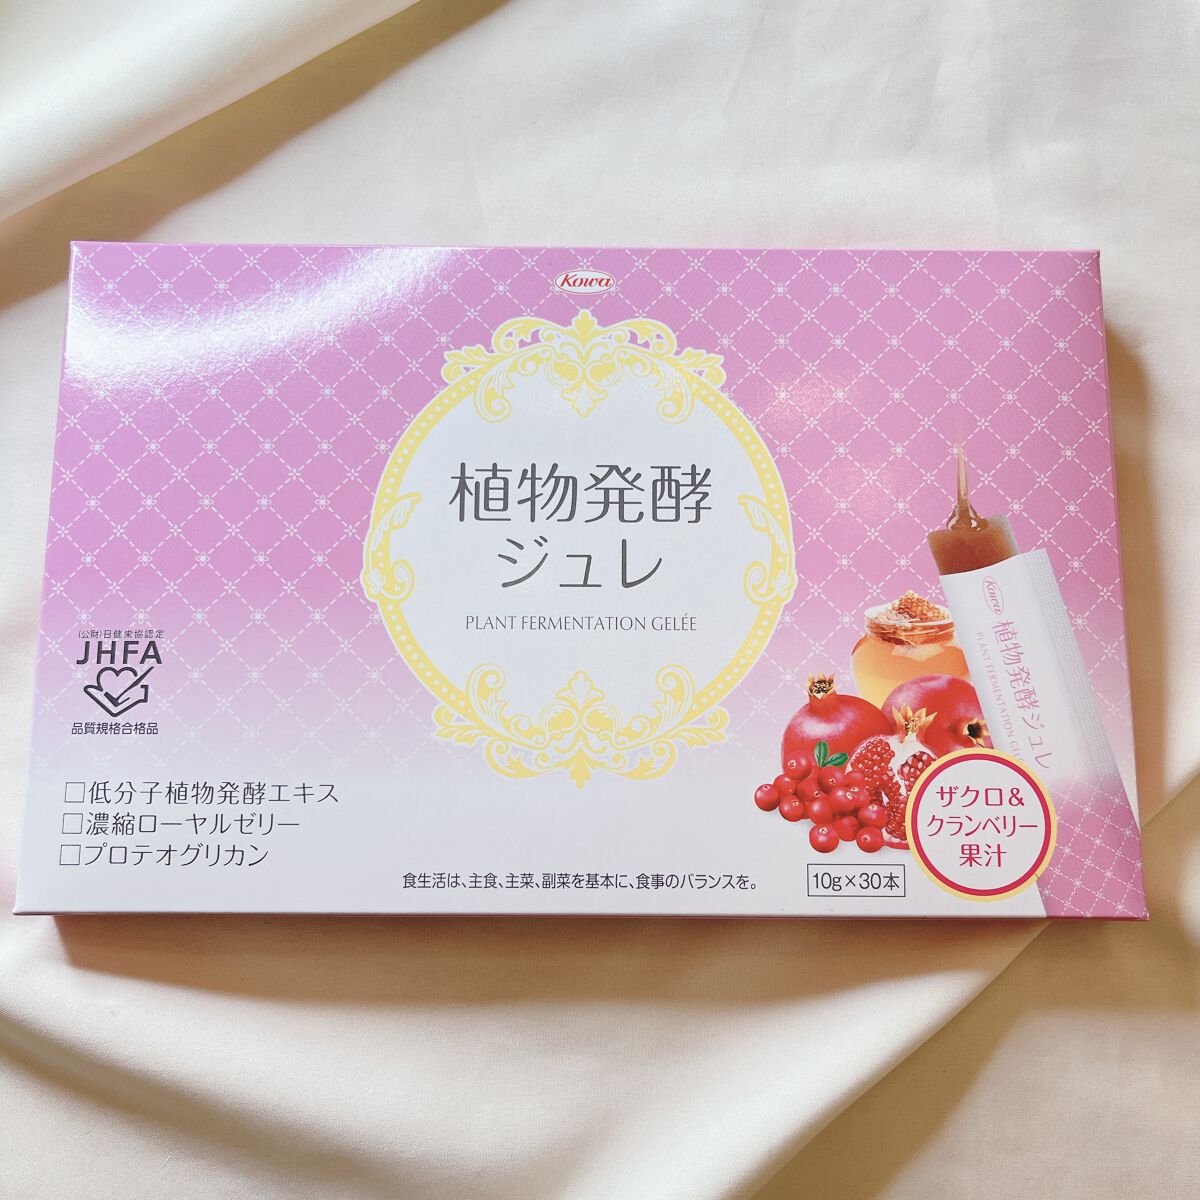 Kowa
植物発酵
ジュレ
PLANT FERMENTATION GELÉE
(公財)日健栄協認定
JHFA
品質規格合格品
□低分子植物発酵エキス
□濃縮ローヤルゼリー
□プロテオグリカン
食生活は、主食、主菜、副菜を基本に、食事のバランスを。
10g×30本
Kowa
植物発酵ジュレ
PLANT FERMENTATION GELÉ
ザクロ&
クランベリー
果汁